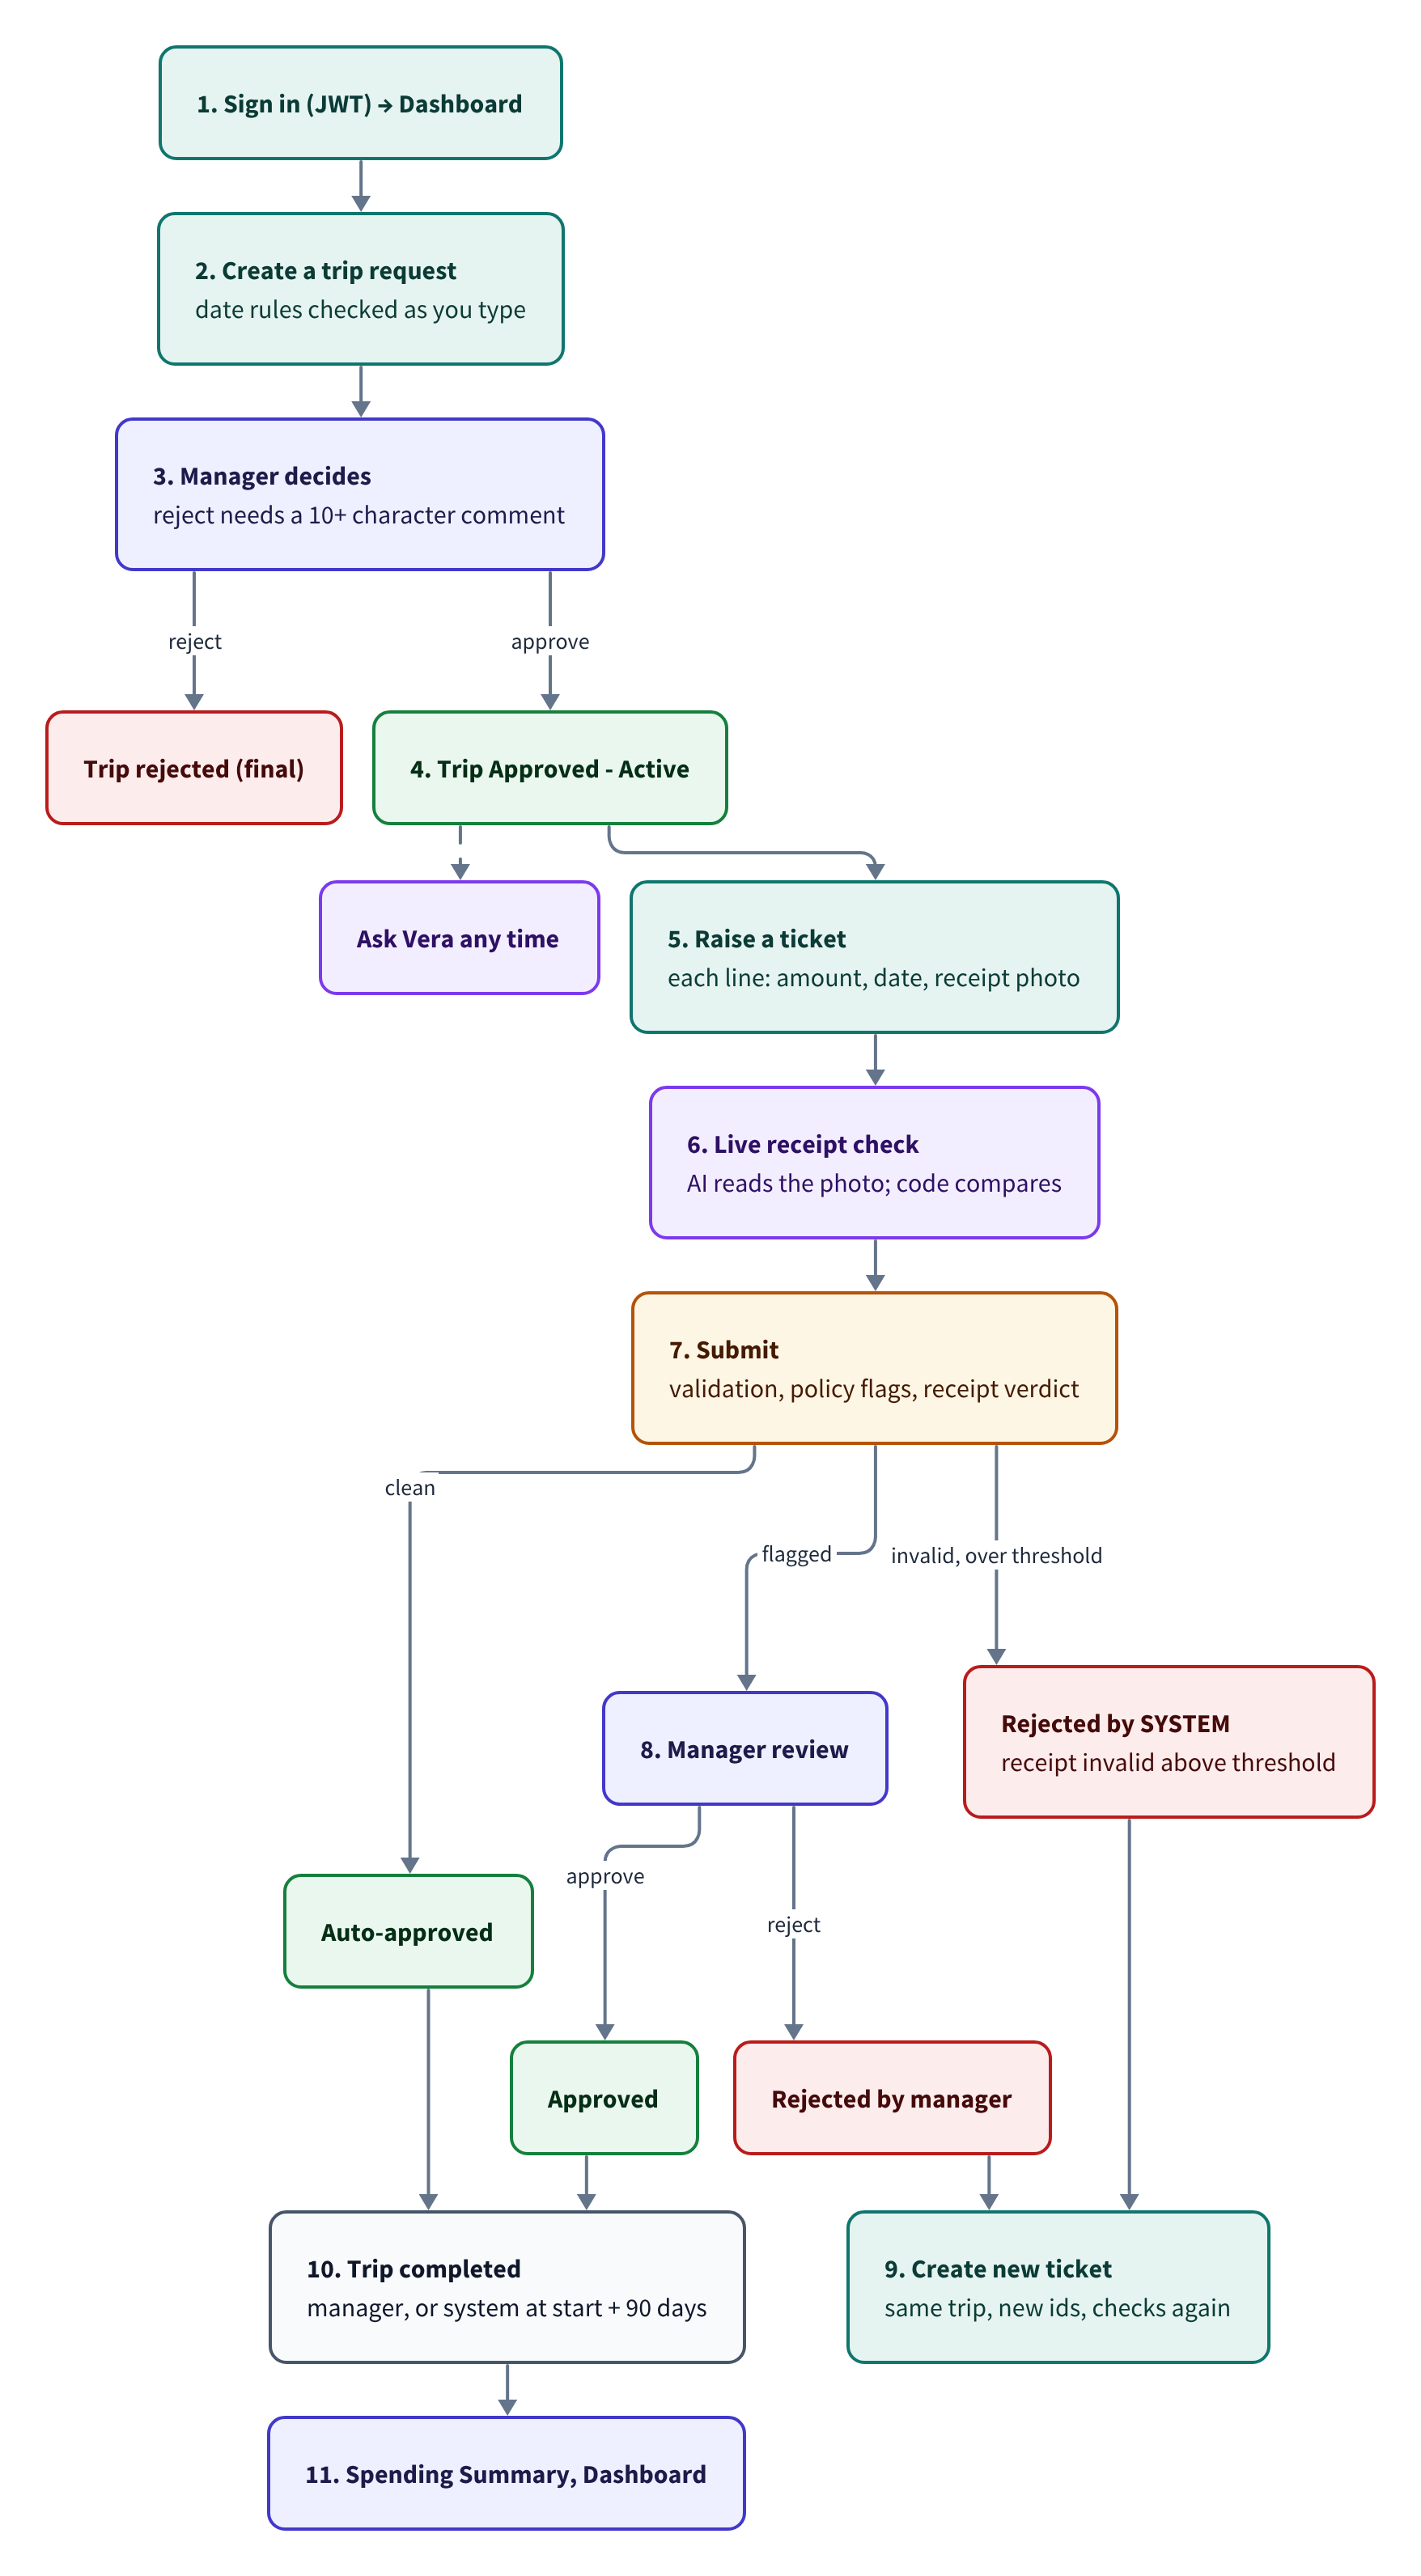 1. Sign in (JWT) → Dashboard
2. Create a trip request
date rules checked as you type
3. Manager decides
reject needs a 10+ character comment
reject
approve
Trip rejected (final)
4. Trip Approved - Active
Ask Vera any time
5. Raise a ticket
each line: amount, date, receipt photo
6. Live receipt check
AI reads the photo; code compares
7. Submit
validation, policy flags, receipt verdict
clean
flagged
invalid, over threshold
8. Manager review
Rejected by SYSTEM
receipt invalid above threshold
approve
reject
Auto-approved
Approved
Rejected by manager
10. Trip completed
manager, or system at start + 90 days
9. Create new ticket
same trip, new ids, checks again
11. Spending Summary, Dashboard